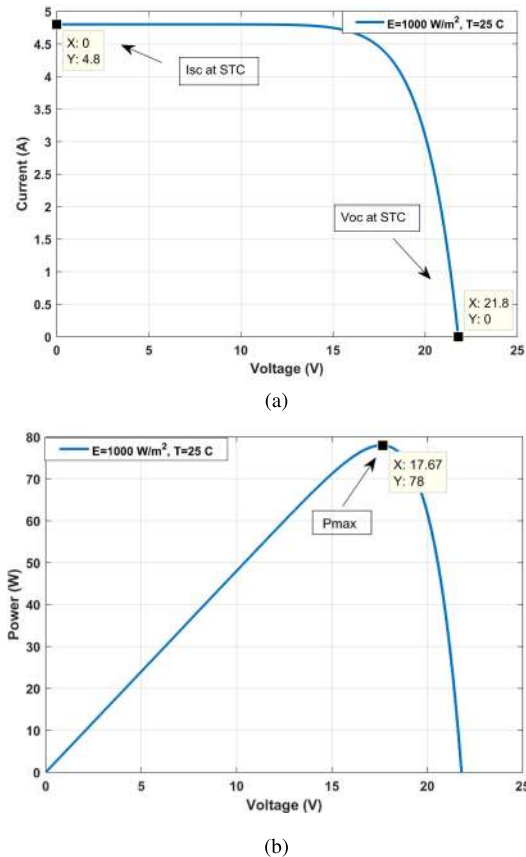 5
E=1000 W/m², T=25 C
4.5
X: 0
Y: 4.8
Isc at STC
4
3.5
3
Current (A)
2.5
2
Voc at STC
1.5
1
X: 21.8
Y: 0
0.5
0
0 5 10 15 20 25
Voltage (V)
(a)
80
E=1000 W/m², T=25 C
X: 17.67
Y: 78
70
Pmax
60
50
Power (W)
40
30
20
10
0
0 5 10 15 20 25
Voltage (V)
(b)